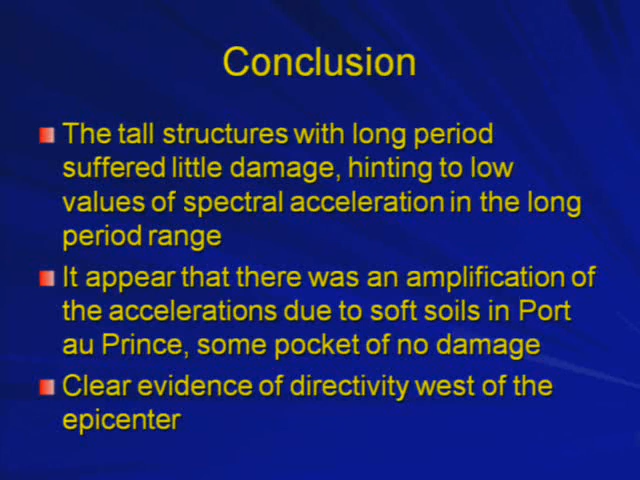 Conclusion
The tall structures with long period
suffered little damage, hinting to low
values of spectral acceleration in the long
period range
It appear that there was an amplification of
the accelerations due to soft soils in Port
au Prince, some pocket of no damage
Clear evidence of directivity west of the
epicenter